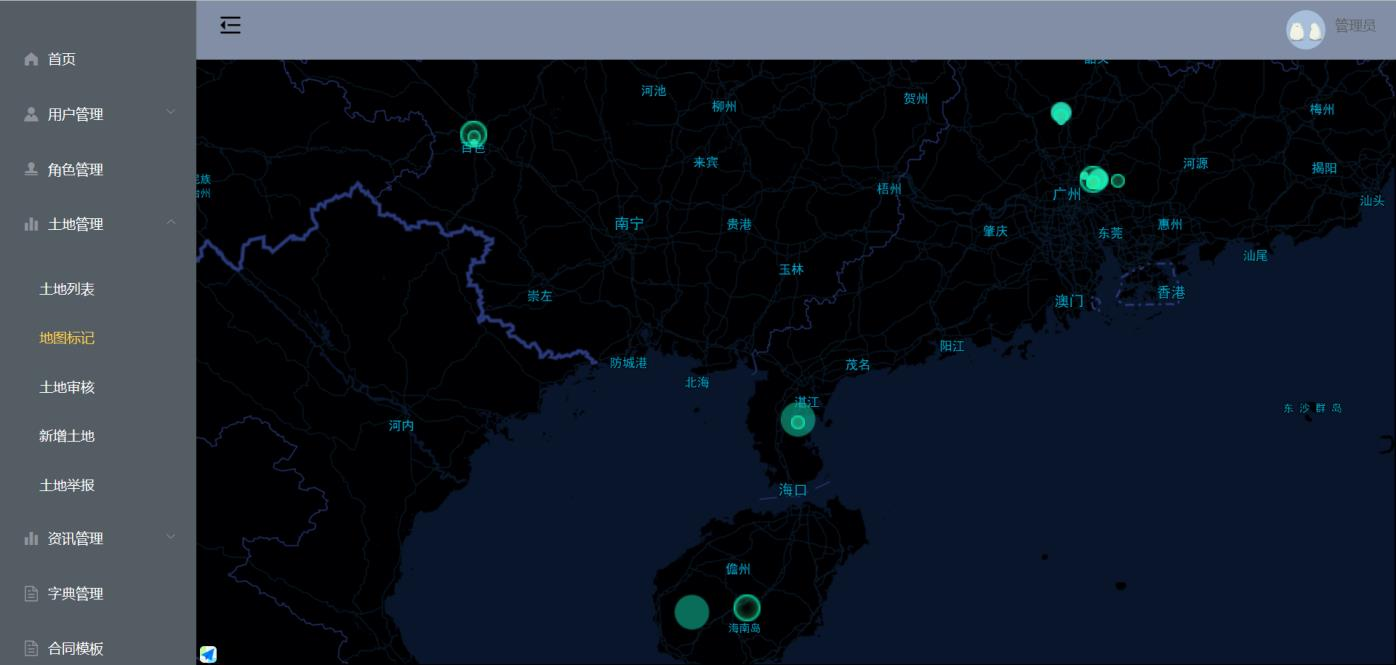 首页
用户管理
角色管理
土地管理
土地列表
地图标记
土地审核
新增土地
土地举报
资讯管理
字典管理
合同模板
管理员
河池
柳州
贺州
梅州
百色
来宾
河源
揭阳
民族
梧州
广州
汕头
南宁
贵港
肇庆
东莞
惠州
汕尾
玉林
崇左
澳门
香港
防城港
北海
茂名
阳江
湛江
东沙群岛
河内
海口
儋州
海南岛